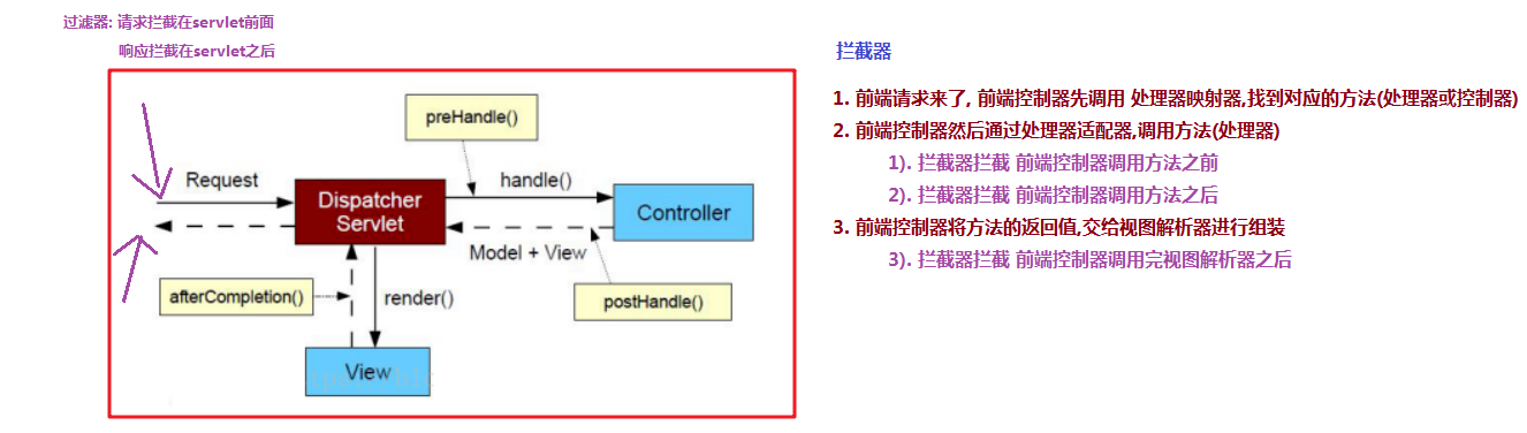 过滤器: 请求拦截在servlet前面
响应拦截在servlet之后
拦截器
1. 前端请求来了, 前端控制器先调用 处理器映射器,找到对应的方法(处理器或控制器)
2. 前端控制器然后通过处理器适配器,调用方法(处理器)
1). 拦截器拦截 前端控制器调用方法之前
2). 拦截器拦截 前端控制器调用方法之后
3. 前端控制器将方法的返回值,交给视图解析器进行组装
3). 拦截器拦截 前端控制器调用完视图解析器之后
preHandle()
Request
handle()
Dispatcher
Servlet
Controller
Model + View
afterCompletion()
render()
postHandle()
View